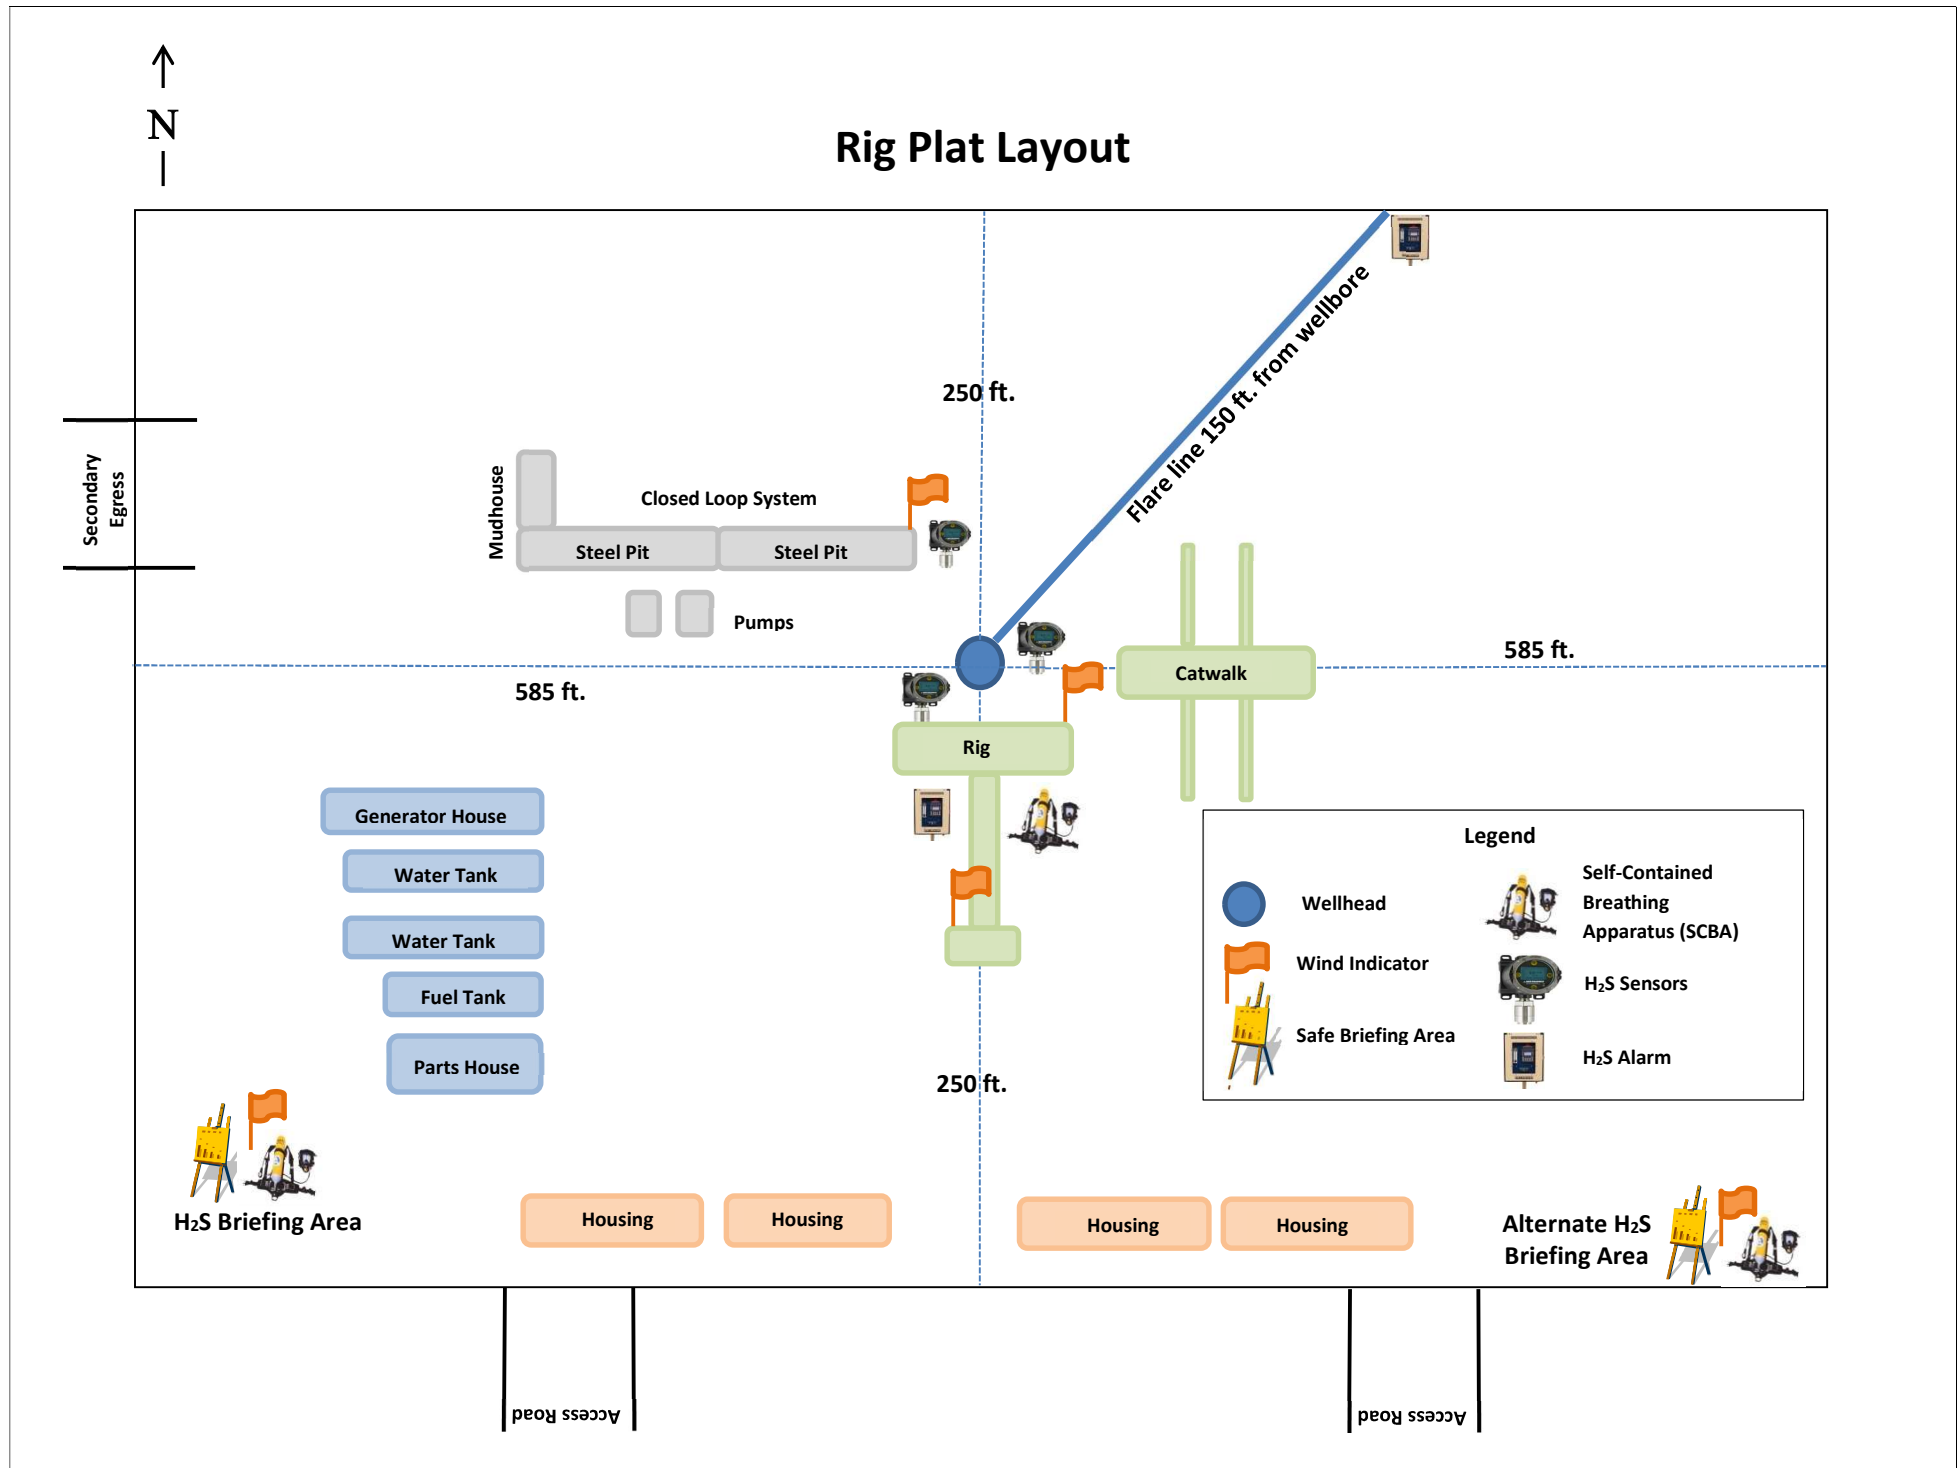 N
Rig Plat Layout
250 ft.
Flare line 150 ft. from wellbore
Secondary
Egress
Mudhouse
Closed Loop System
Steel Pit
Steel Pit
Pumps
585 ft.
585 ft.
Catwalk
Rig
Generator House
Water Tank
Water Tank
Fuel Tank
Parts House
250 ft.
Legend
Wellhead
Wind Indicator
Safe Briefing Area
Self-Contained
Breathing
Apparatus (SCBA)
H2S Sensors
H2S Alarm
H2S Briefing Area
Housing
Housing
Housing
Housing
Alternate H2S
Briefing Area
Access Road
Access Road